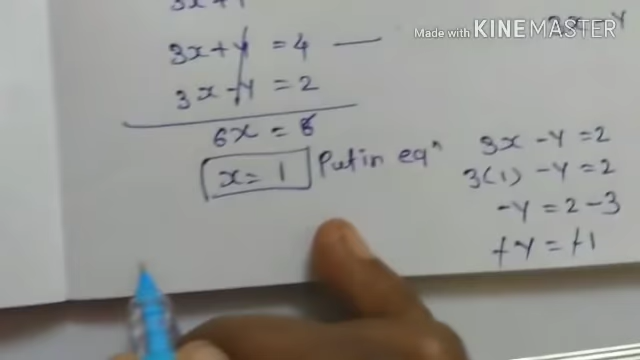 Made with KINEMASTER
3x + y = 4
3x - y = 2
6x = 6
x = 1 Put in eqⁿ
3x - y = 2
3(1) - y = 2
-y = 2 - 3
+y = +1